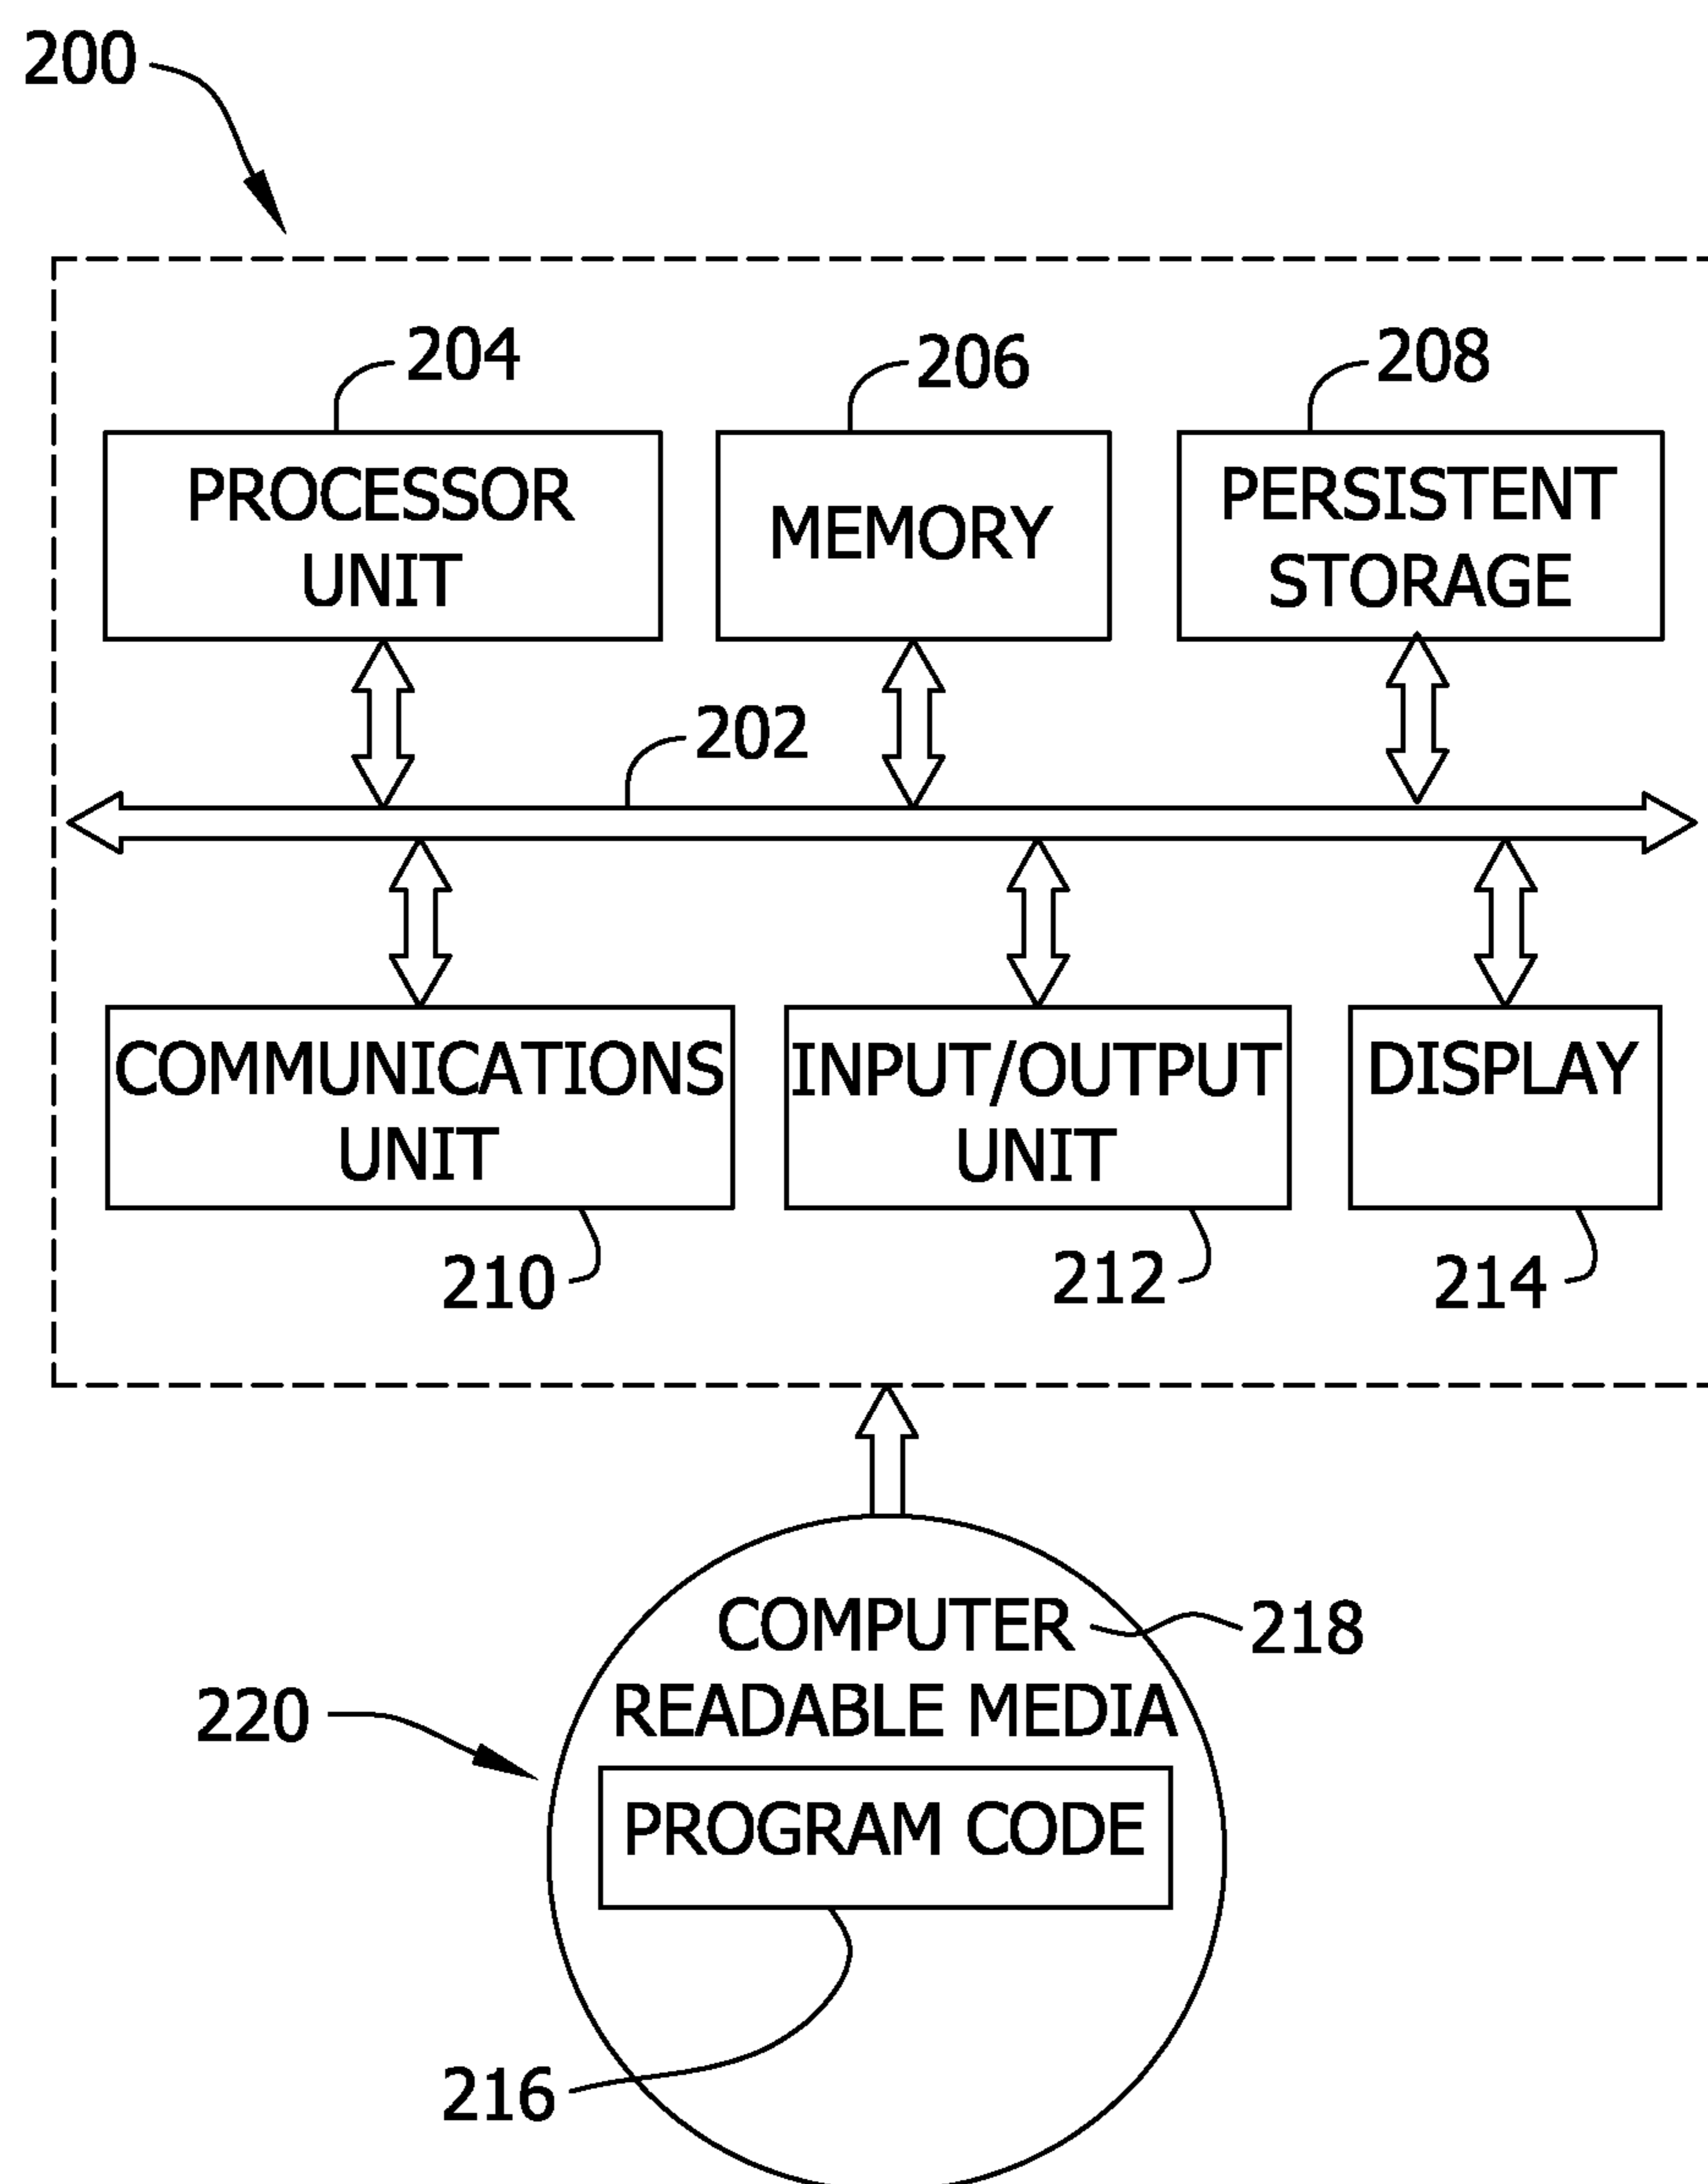 200
204
206
208
PROCESSOR
UNIT
MEMORY
PERSISTENT
STORAGE
202
COMMUNICATIONS
UNIT
INPUT/OUTPUT
UNIT
DISPLAY
210
212
214
COMPUTER
READABLE MEDIA
218
220
PROGRAM CODE
216